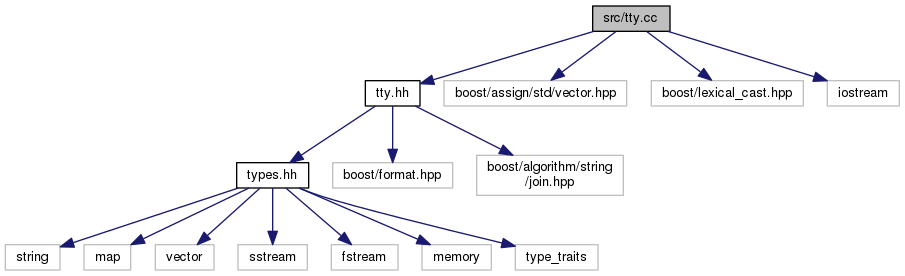 src/tty.cc
tty.hh
boost/assign/std/vector.hpp
boost/lexical_cast.hpp
iostream
types.hh
boost/format.hpp
boost/algorithm/string
/join.hpp
string
map
vector
sstream
fstream
memory
type_traits